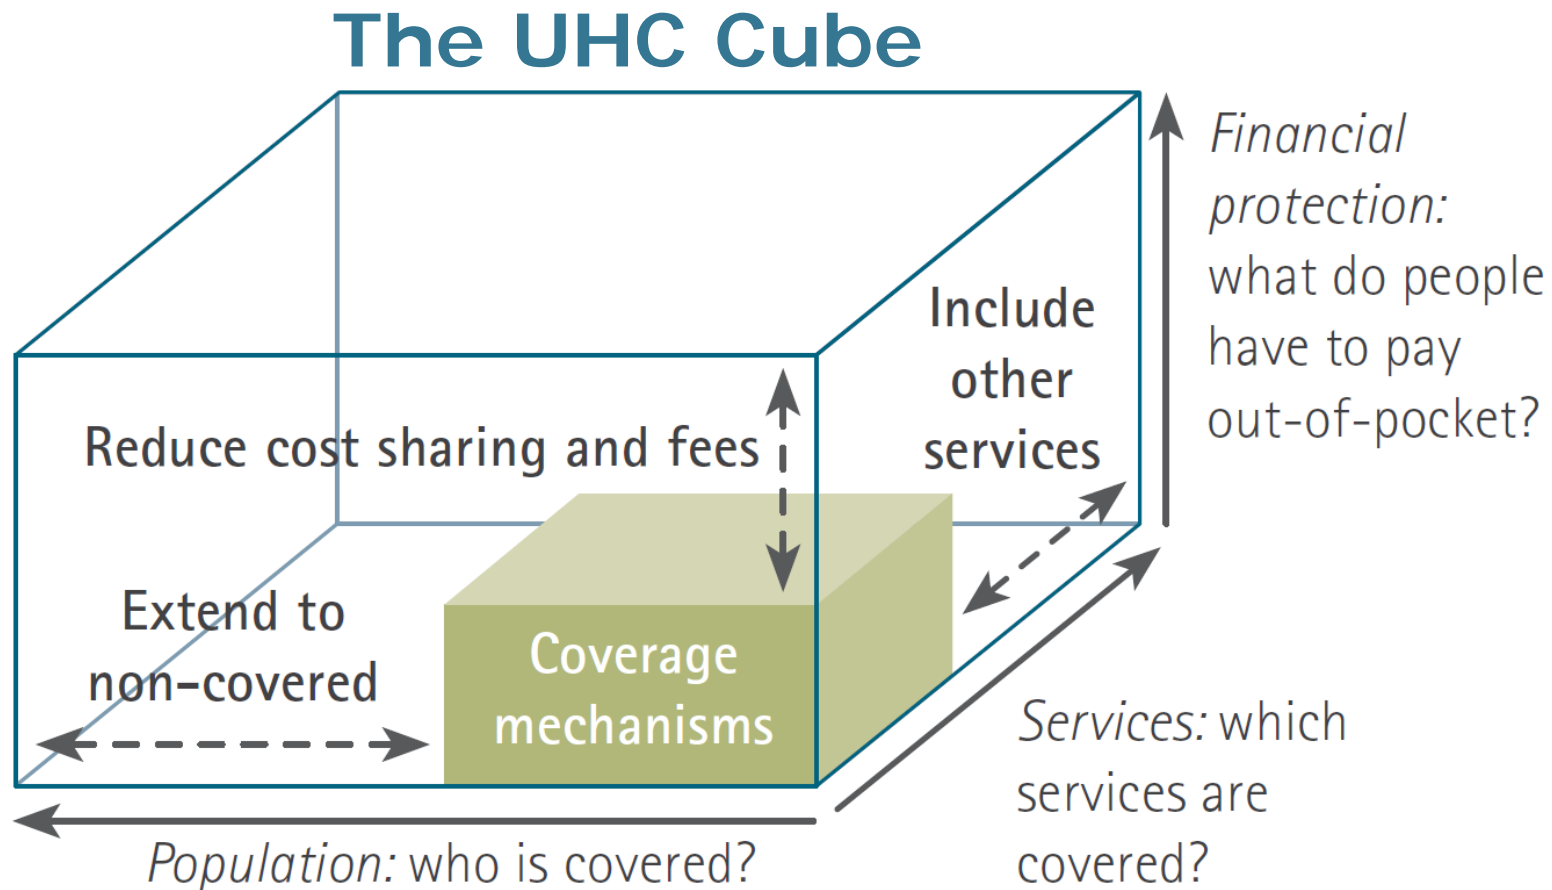 The UHC Cube
Financial
protection:
what do people
have to pay
out-of-pocket?
Include
other
services
Reduce cost sharing and fees
Extend to
non-covered
Coverage
mechanisms
Services: which
services are
covered?
Population: who is covered?